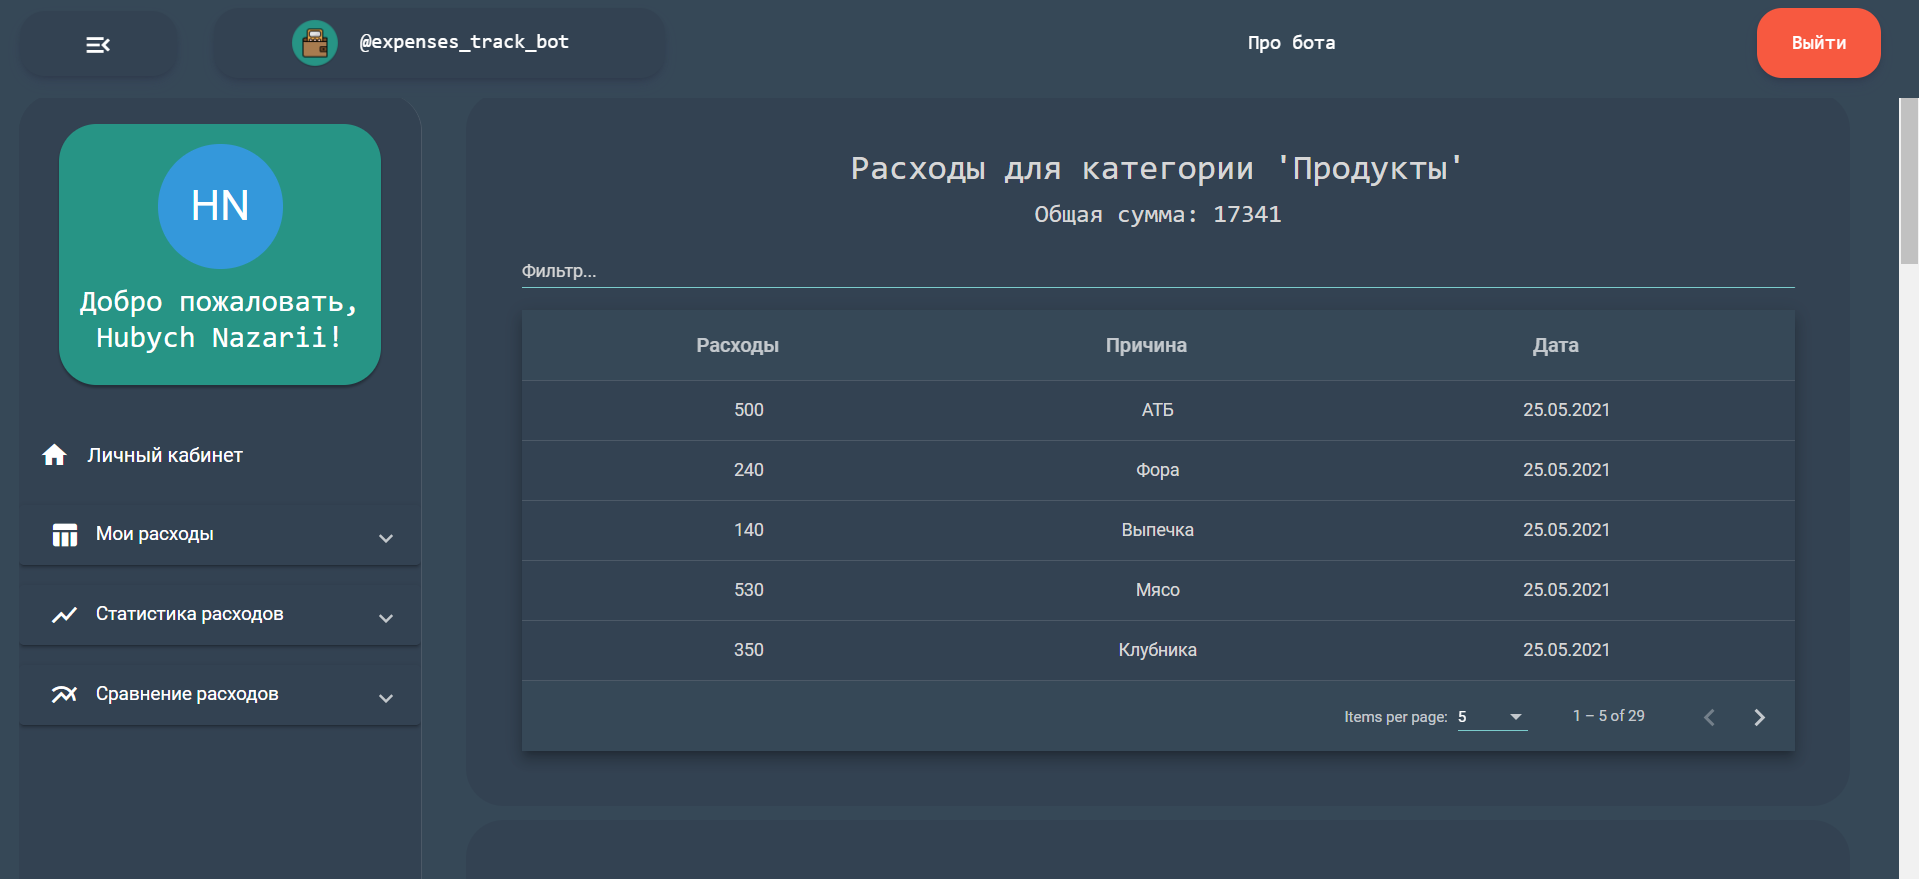 @expenses_track_bot
Про бота
Выйти
HN
Добро пожаловать,
Hubych Nazarii!
Личный кабинет
Мои расходы
Статистика расходов
Сравнение расходов
Расходы для категории 'Продукты'
Общая сумма: 17341
Фильтр...
Расходы Причина Дата
500 АТБ 25.05.2021
240 Фора 25.05.2021
140 Выпечка 25.05.2021
530 Мясо 25.05.2021
350 Клубника 25.05.2021
Items per page: 5 1 – 5 of 29